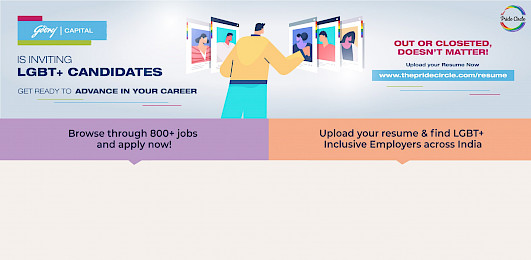 Godrej | CAPITAL
IS INVITING
LGBT+ CANDIDATES
GET READY TO ADVANCE IN YOUR CAREER
Pride Circle
OUT OR CLOSETED,
DOESN'T MATTER!
Upload your Resume Now
www.thepridecircle.com/resume
Browse through 800+ jobs
and apply now!
Upload your resume & find LGBT+
Inclusive Employers across India